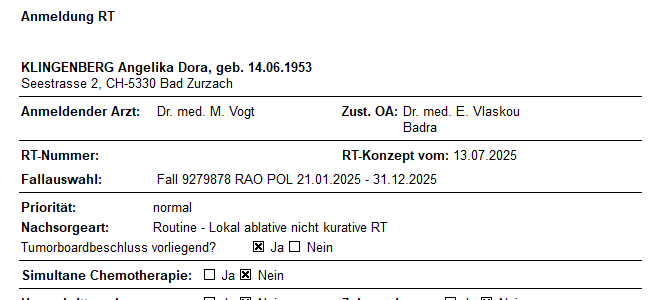 Anmeldung RT
KLINGENBERG Angelika Dora, geb. 14.06.1953
Seestrasse 2, CH-5330 Bad Zurzach
Anmeldender Arzt: Dr. med. M. Vogt Zust. OA: Dr. med. E. Vlaskou
Badra
RT-Nummer: RT-Konzept vom: 13.07.2025
Fallauswahl: Fall 9279878 RAO POL 21.01.2025 - 31.12.2025
Priorität: normal
Nachsorgeart: Routine - Lokal ablative nicht kurative RT
Tumorboardbeschluss vorliegend? ☒ Ja ☐ Nein
Simultane Chemotherapie: ☐ Ja ☒ Nein